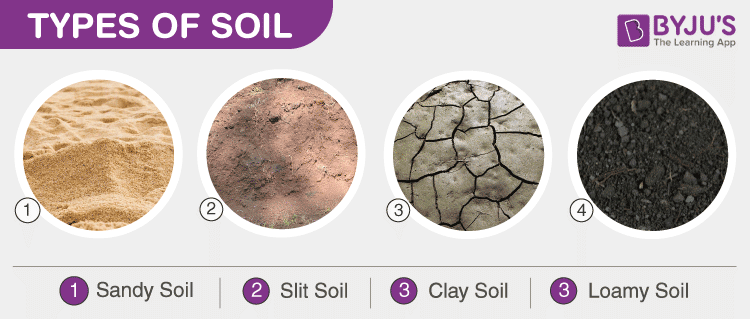 TYPES OF SOIL
BYJU'S
The Learning App
1
2
3
4
1 Sandy Soil
2 Slit Soil
3 Clay Soil
3 Loamy Soil